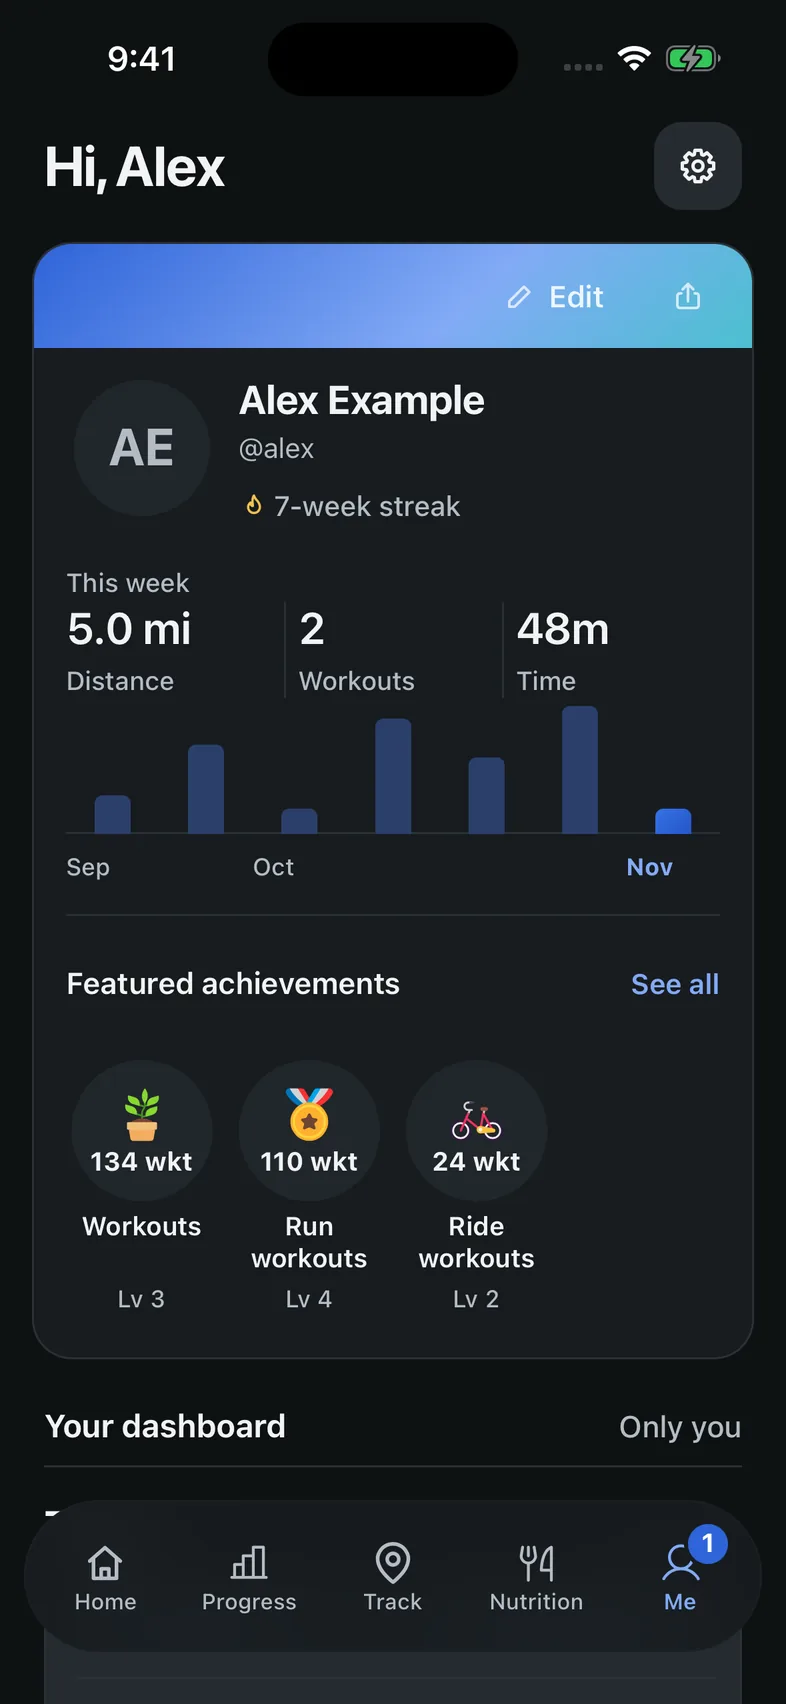 9:41
Hi, Alex
Edit
AE
Alex Example
@alex
7-week streak
This week
5.0 mi
2
48m
Distance
Workouts
Time
Sep
Oct
Nov
Featured achievements
See all
134 wkt
110 wkt
24 wkt
Workouts
Run
workouts
Ride
workouts
Lv 3
Lv 4
Lv 2
Your dashboard
Only you
1
Home
Progress
Track
Nutrition
Me